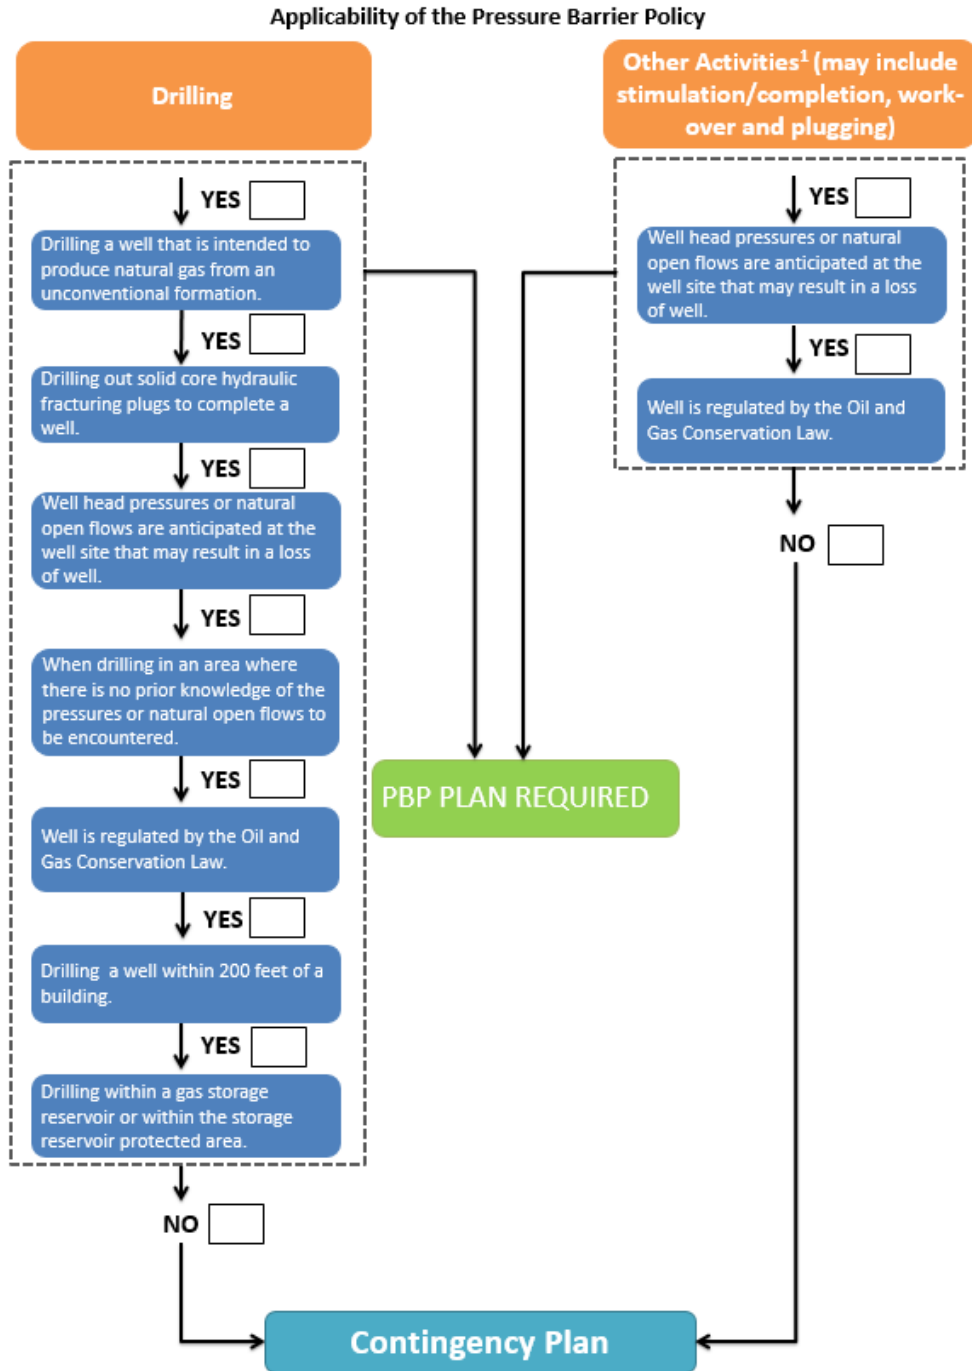 Applicability of the Pressure Barrier Policy
Drilling
YES
Drilling a well that is intended to
produce natural gas from an
unconventional formation.
YES
Drilling out solid core hydraulic
fracturing plugs to complete a
well.
YES
Well head pressures or natural
open flows are anticipated at the
well site that may result in a loss
of well.
YES
When drilling in an area where
there is no prior knowledge of the
pressures or natural open flows to
be encountered.
YES
Well is regulated by the Oil and
Gas Conservation Law.
YES
Drilling a well within 200 feet of a
building.
YES
Drilling within a gas storage
reservoir or within the storage
reservoir protected area.
NO
Other Activities¹ (may include
stimulation/completion, work-
over and plugging)
YES
Well head pressures or natural
open flows are anticipated at the
well site that may result in a loss
of well.
YES
Well is regulated by the Oil and
Gas Conservation Law.
NO
PBP PLAN REQUIRED
Contingency Plan